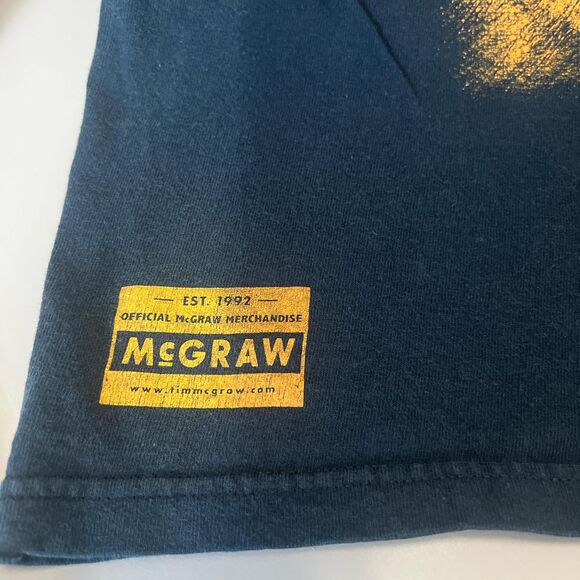 — EST. 1992 —
OFFICIAL McGRAW MERCHANDISE
McGRAW
www.timmcgraw.com